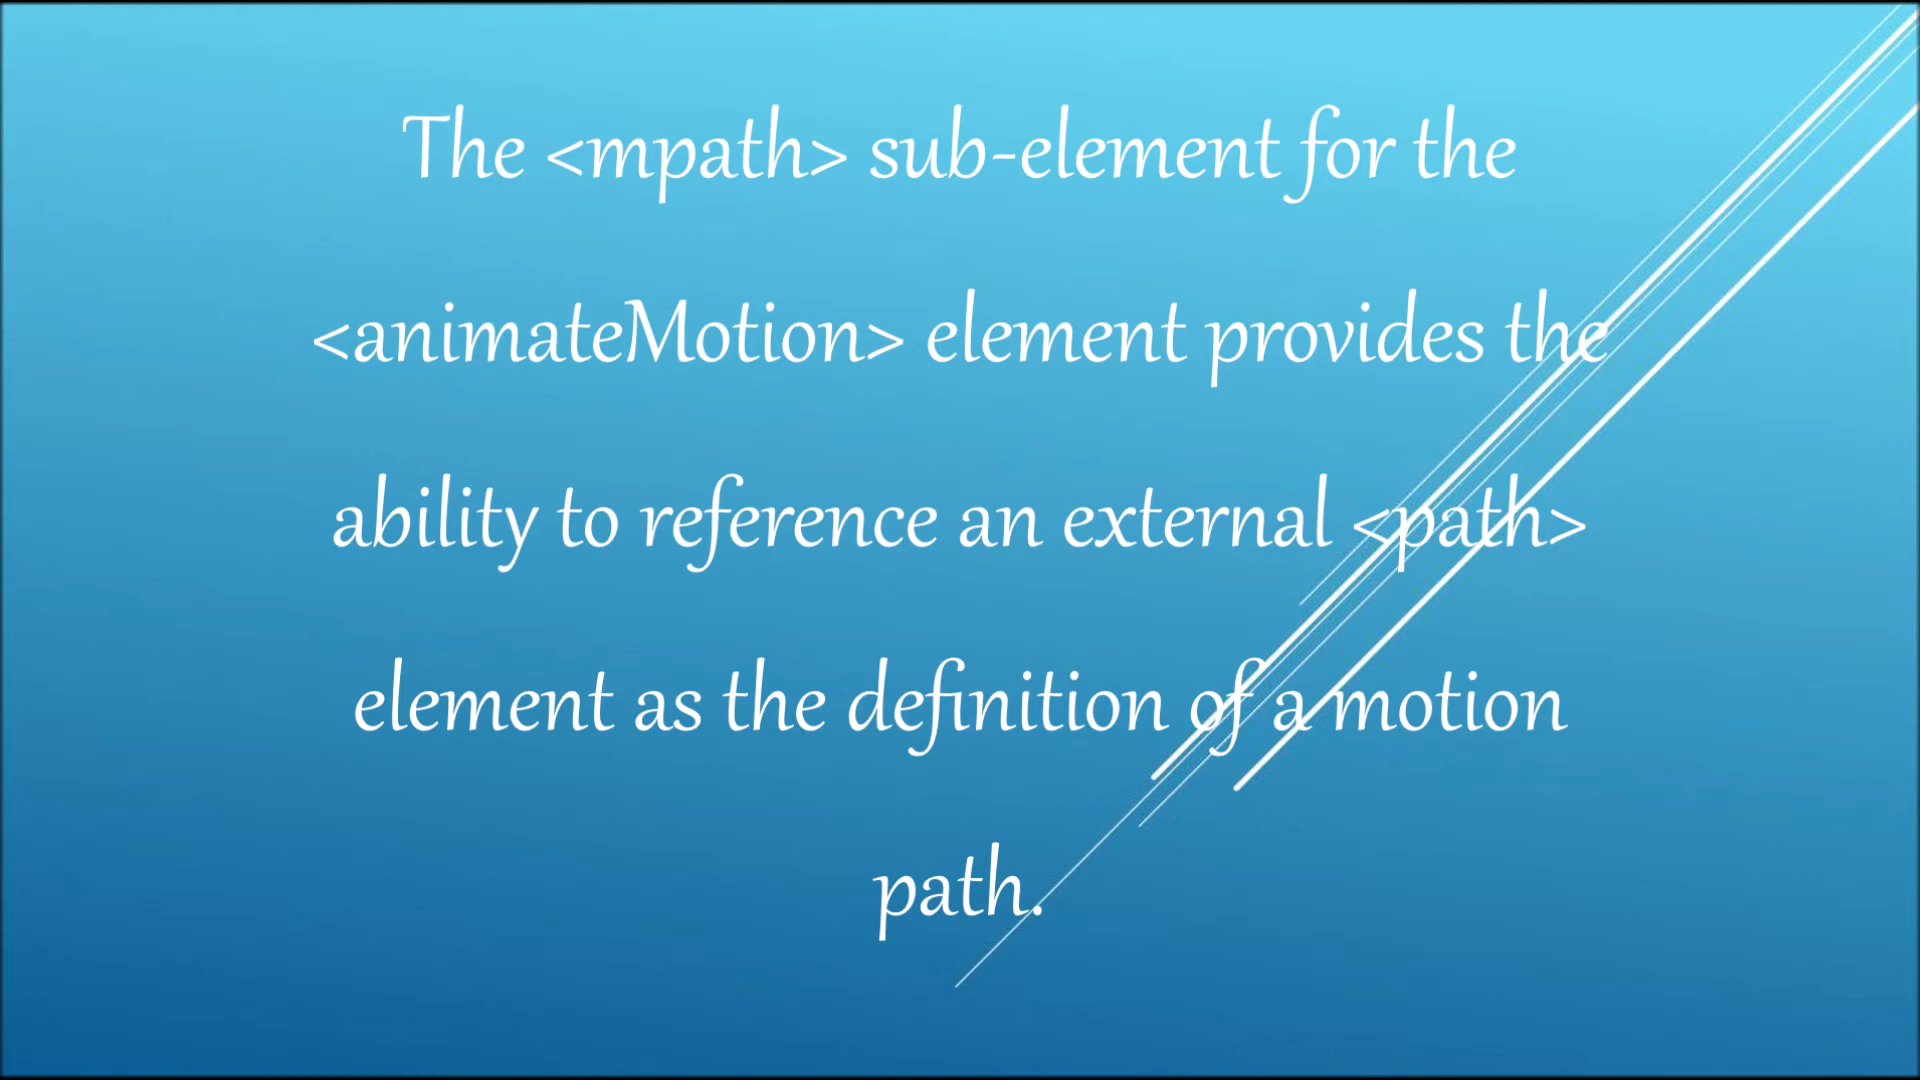 The <mpath> sub-element for the
<animateMotion> element provides the
ability to reference an external <path>
element as the definition of a motion
path.